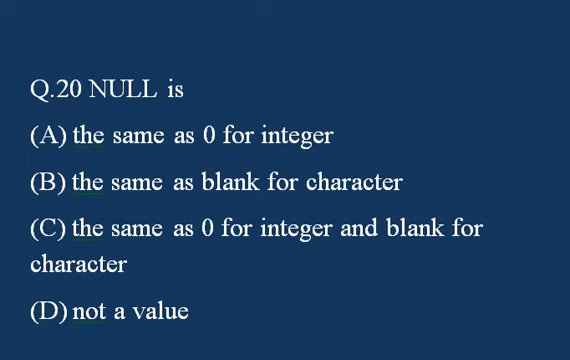 Q.20 NULL is
(A) the same as 0 for integer
(B) the same as blank for character
(C) the same as 0 for integer and blank for
character
(D) not a value